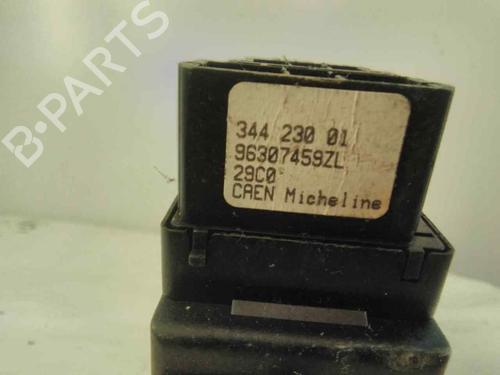 B-PARTS
344 230 01
96307459ZL
29C0
CAEN Micheline